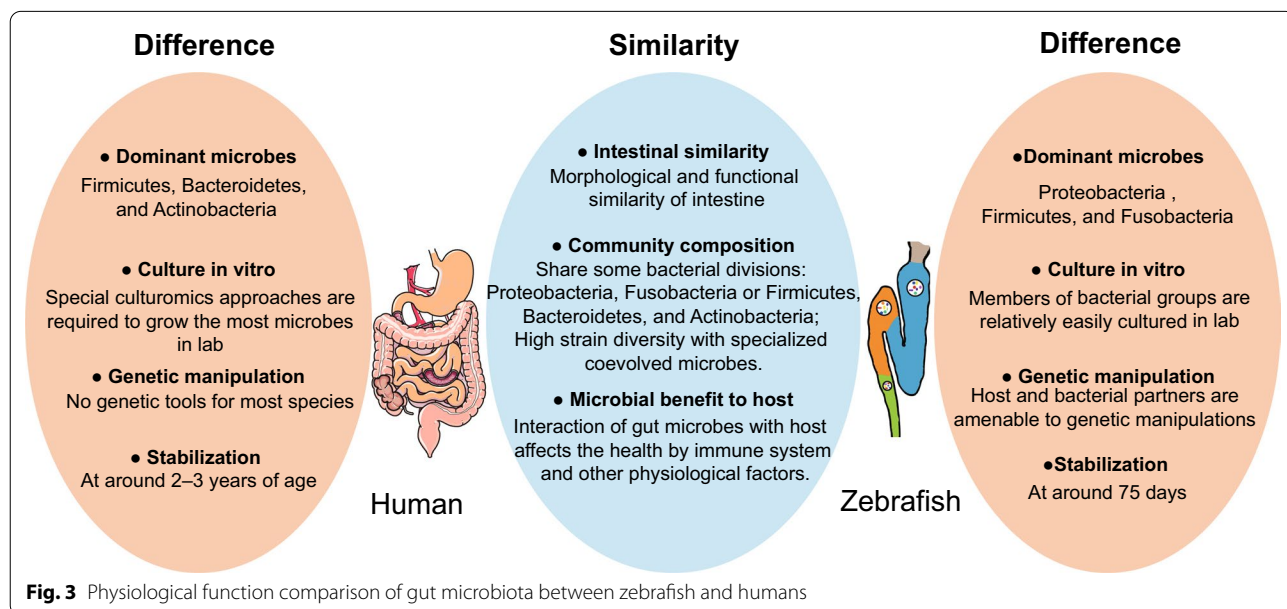 Difference
● Dominant microbes
Firmicutes, Bacteroidetes,
and Actinobacteria
● Culture in vitro
Special culturomics approaches are
required to grow the most microbes
in lab
● Genetic manipulation
No genetic tools for most species
● Stabilization
At around 2–3 years of age
Human
Similarity
● Intestinal similarity
Morphological and functional
similarity of intestine
● Community composition
Share some bacterial divisions:
Proteobacteria, Fusobacteria or Firmicutes,
Bacteroidetes, and Actinobacteria;
High strain diversity with specialized
coevolved microbes.
● Microbial benefit to host
Interaction of gut microbes with host
affects the health by immune system
and other physiological factors.
Zebrafish
Difference
●Dominant microbes
Proteobacteria ,
Firmicutes, and Fusobacteria
● Culture in vitro
Members of bacterial groups are
relatively easily cultured in lab
● Genetic manipulation
Host and bacterial partners are
amenable to genetic manipulations
●Stabilization
At around 75 days
Fig. 3 Physiological function comparison of gut microbiota between zebrafish and humans